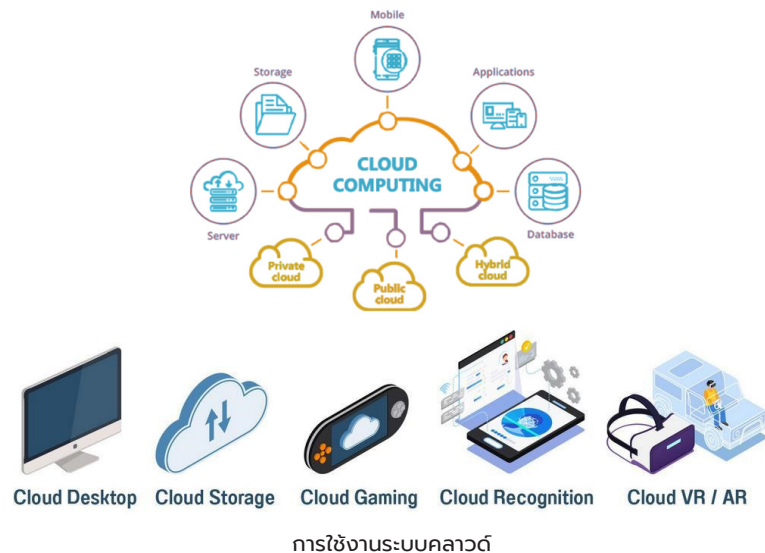 Mobile
Storage
Applications
CLOUD
COMPUTING
Server
Database
Private
cloud
Public
cloud
Hybrid
cloud
Cloud Desktop
Cloud Storage
Cloud Gaming
Cloud Recognition
Cloud VR / AR
การใช้งานระบบคลาวด์